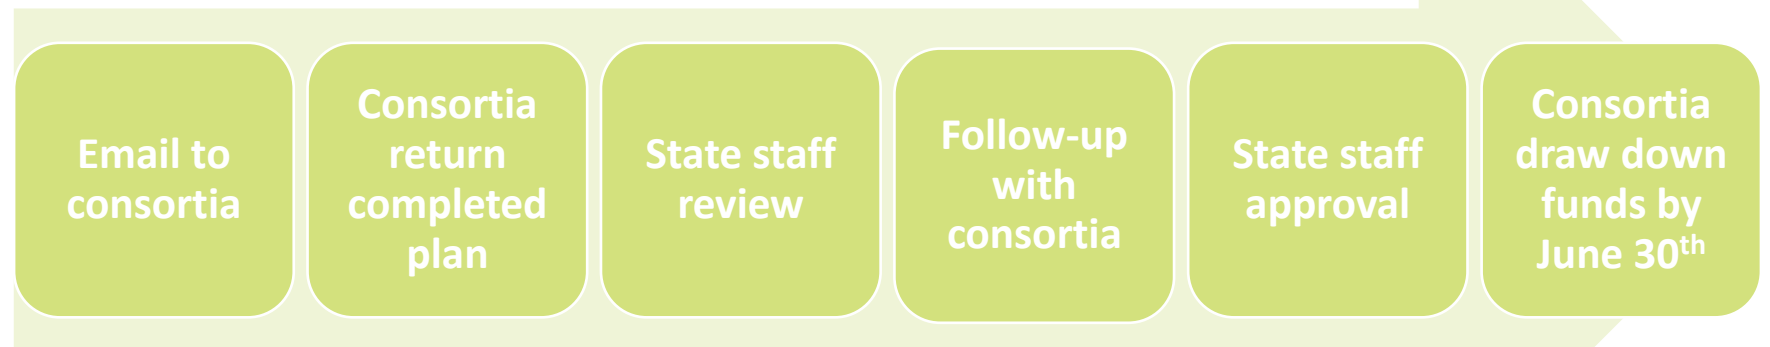 Email to
consortia
Consortia
return
completed
plan
State staff
review
Follow-up
with
consortia
State staff
approval
Consortia
draw down
funds by
June 30th